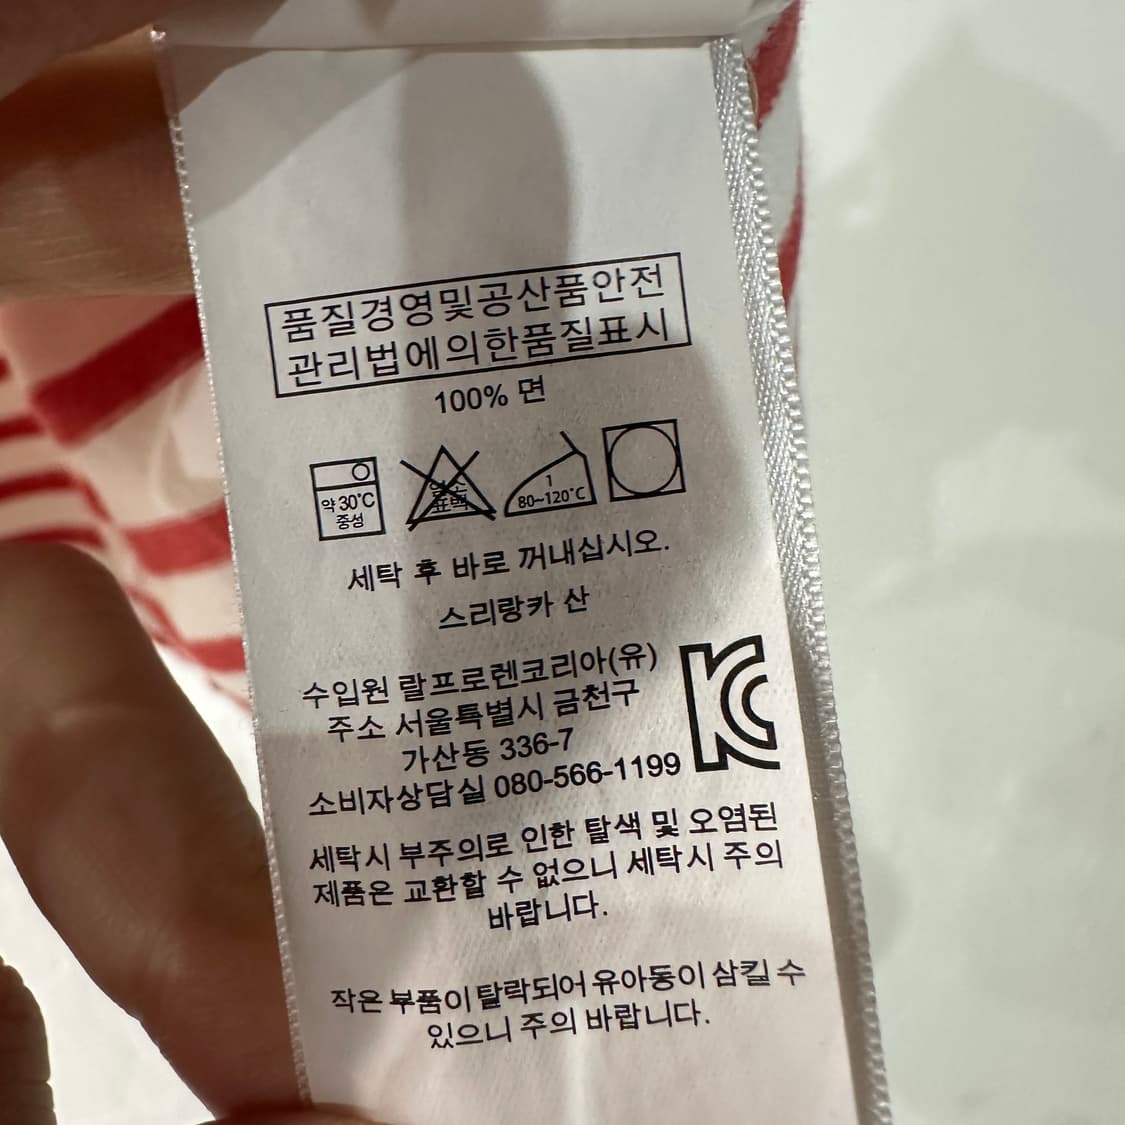 품질경영및공산품안전
관리법에의한품질표시
100% 면
약 30℃
중성
염소
표백
1
80~120℃
세탁 후 바로 꺼내십시오.
스리랑카 산
수입원 랄프로렌코리아(유)
주소 서울특별시 금천구
가산동 336-7
소비자상담실 080-566-1199
세탁시 부주의로 인한 탈색 및 오염된
제품은 교환할 수 없으니 세탁시 주의
바랍니다.
작은 부품이 탈락되어 유아동이 삼킬 수
있으니 주의 바랍니다.